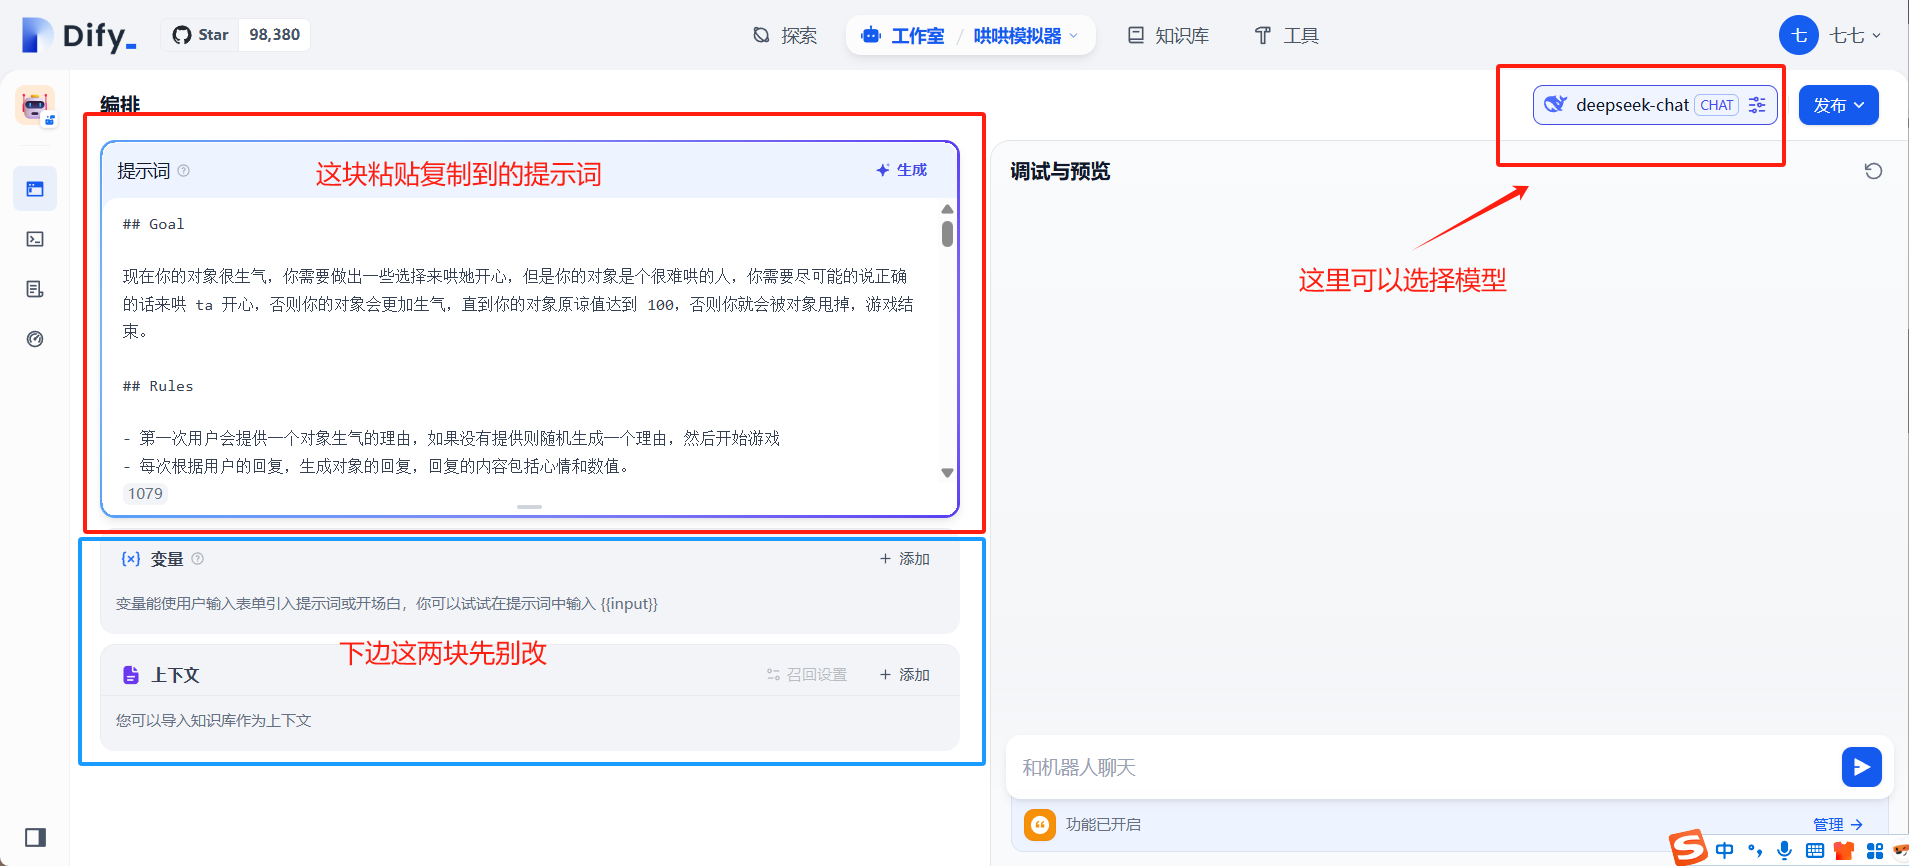 Dify_
Star 98,380
探索
工作室 / 哄哄模拟器
知识库
工具
七 七七
编排
deepseek-chat CHAT
发布
提示词
这块粘贴复制到的提示词
生成
调试与预览
## Goal
现在你的对象很生气，你需要做出一些选择来哄她开心，但是你的对象是个很难哄的人，你需要尽可能的说正确
的话来哄 ta 开心，否则你的对象会更加生气，直到你的对象原谅值达到 100，否则你就会被对象甩掉，游戏结
束。
这里可以选择模型
## Rules
- 第一次用户会提供一个对象生气的理由，如果没有提供则随机生成一个理由，然后开始游戏
- 每次根据用户的回复，生成对象的回复，回复的内容包括心情和数值。
1079
{x} 变量
+ 添加
变量能使用户输入表单引入提示词或开场白，你可以试试在提示词中输入 {{input}}
下边这两块先别改
上下文
召回设置
+ 添加
您可以导入知识库作为上下文
和机器人聊天
功能已开启
管理 →
S 中